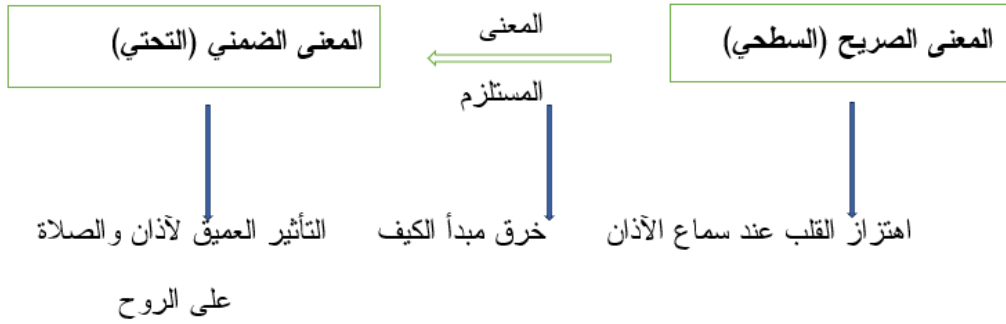 المعنى الصريح (السطحي)
المعنى
المستلزم
المعنى الضمني (التحتي)
اهتزاز القلب عند سماع الآذان
خرق مبدأ الكيف
التأثير العميق لآذان والصلاة
على الروح